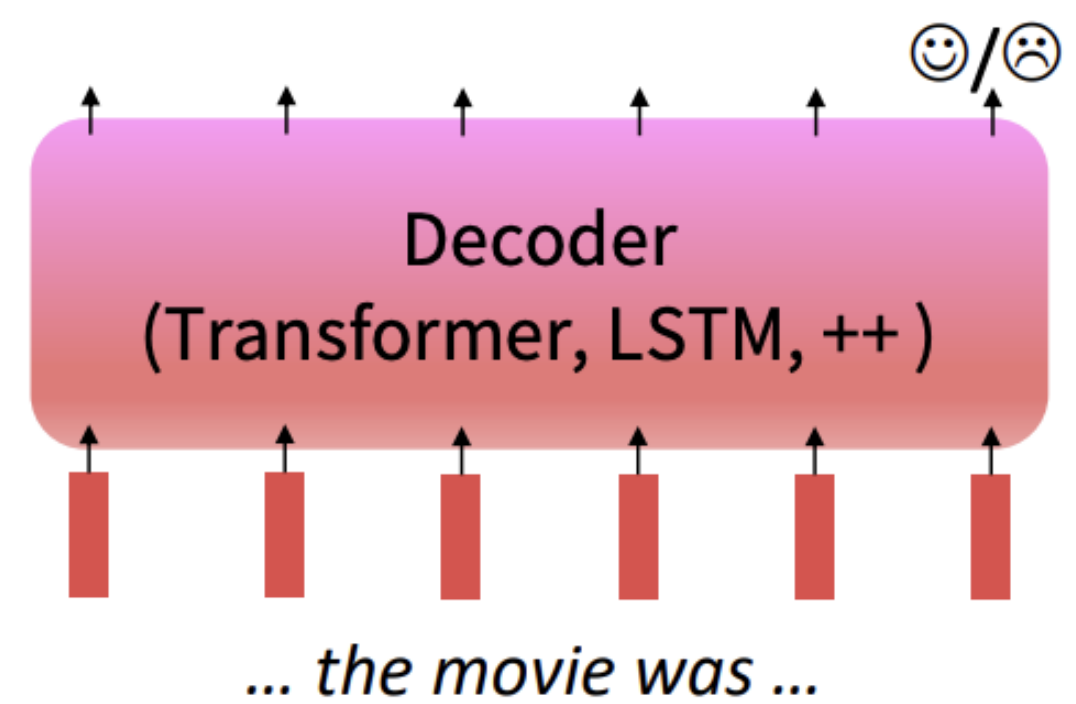 ☺/☹
Decoder
(Transformer, LSTM, ++ )
... the movie was ...